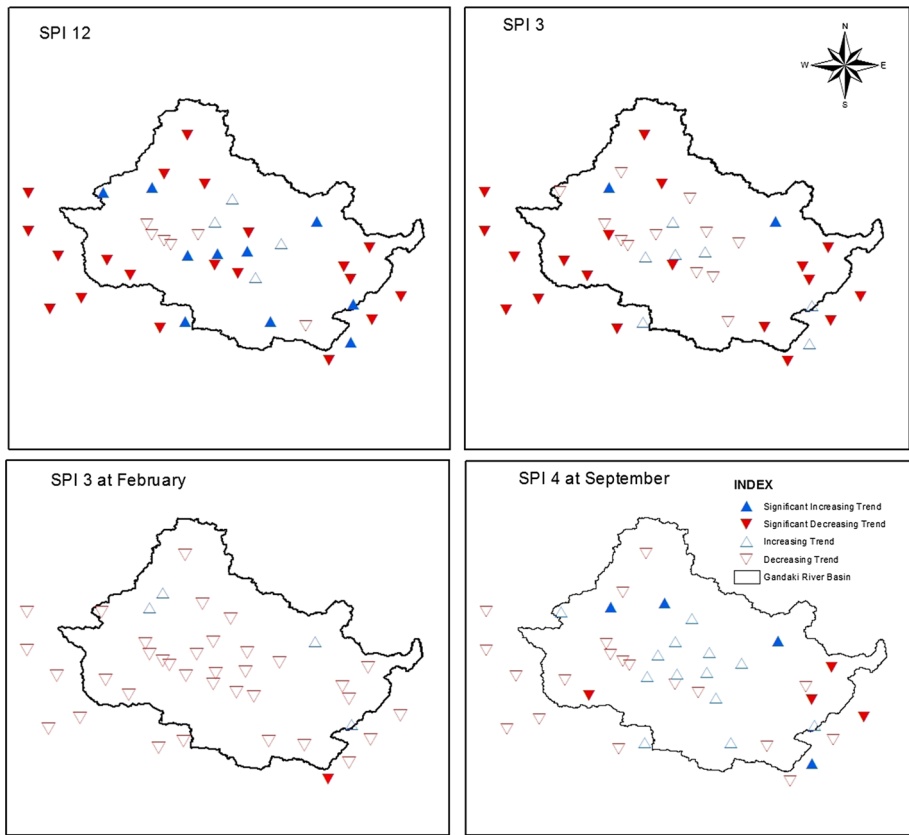 SPI 12
SPI 3
N
W
E
S
SPI 3 at February
SPI 4 at September
INDEX
Significant Increasing Trend
Significant Decreasing Trend
Increasing Trend
Decreasing Trend
Gandaki River Basin